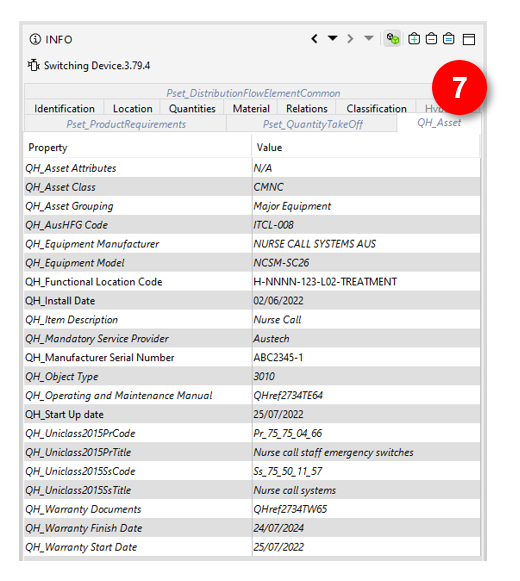 INFO
7
Switching Device.3.79.4
Pset_DistributionFlowElementCommon
Identification Location Quantities Material Relations Classification
Pset_ProductRequirements Pset_QuantityTakeOff QH_Asset
Property Value
QH_Asset Attributes N/A
QH_Asset Class CMNC
QH_Asset Grouping Major Equipment
QH_AusHFG Code ITCL-008
QH_Equipment Manufacturer NURSE CALL SYSTEMS AUS
QH_Equipment Model NCSM-SC26
QH_Functional Location Code H-NNNN-123-L02-TREATMENT
QH_Install Date 02/06/2022
QH_Item Description Nurse Call
QH_Mandatory Service Provider Austech
QH_Manufacturer Serial Number ABC2345-1
QH_Object Type 3010
QH_Operating and Maintenance Manual QHref2734TE64
QH_Start Up date 25/07/2022
QH_Uniclass2015PrCode Pr_75_75_04_66
QH_Uniclass2015PrTitle Nurse call staff emergency switches
QH_Uniclass2015SsCode Ss_75_50_11_57
QH_Uniclass2015SsTitle Nurse call systems
QH_Warranty Documents QHref2734TW65
QH_Warranty Finish Date 24/07/2024
QH_Warranty Start Date 25/07/2022